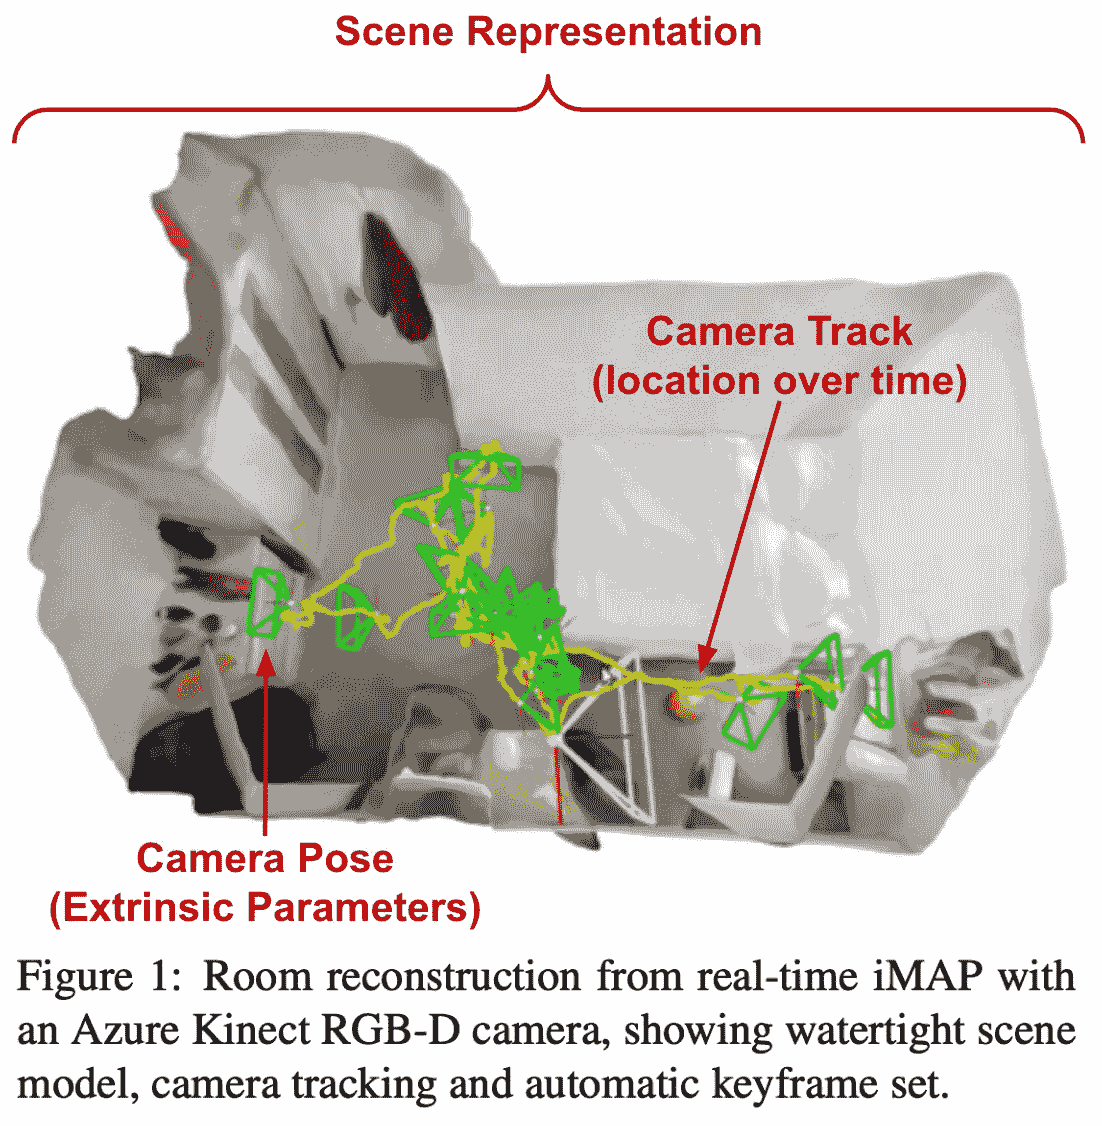 Scene Representation
Camera Track
(location over time)
Camera Pose
(Extrinsic Parameters)
Figure 1: Room reconstruction from real-time iMAP with
an Azure Kinect RGB-D camera, showing watertight scene
model, camera tracking and automatic keyframe set.